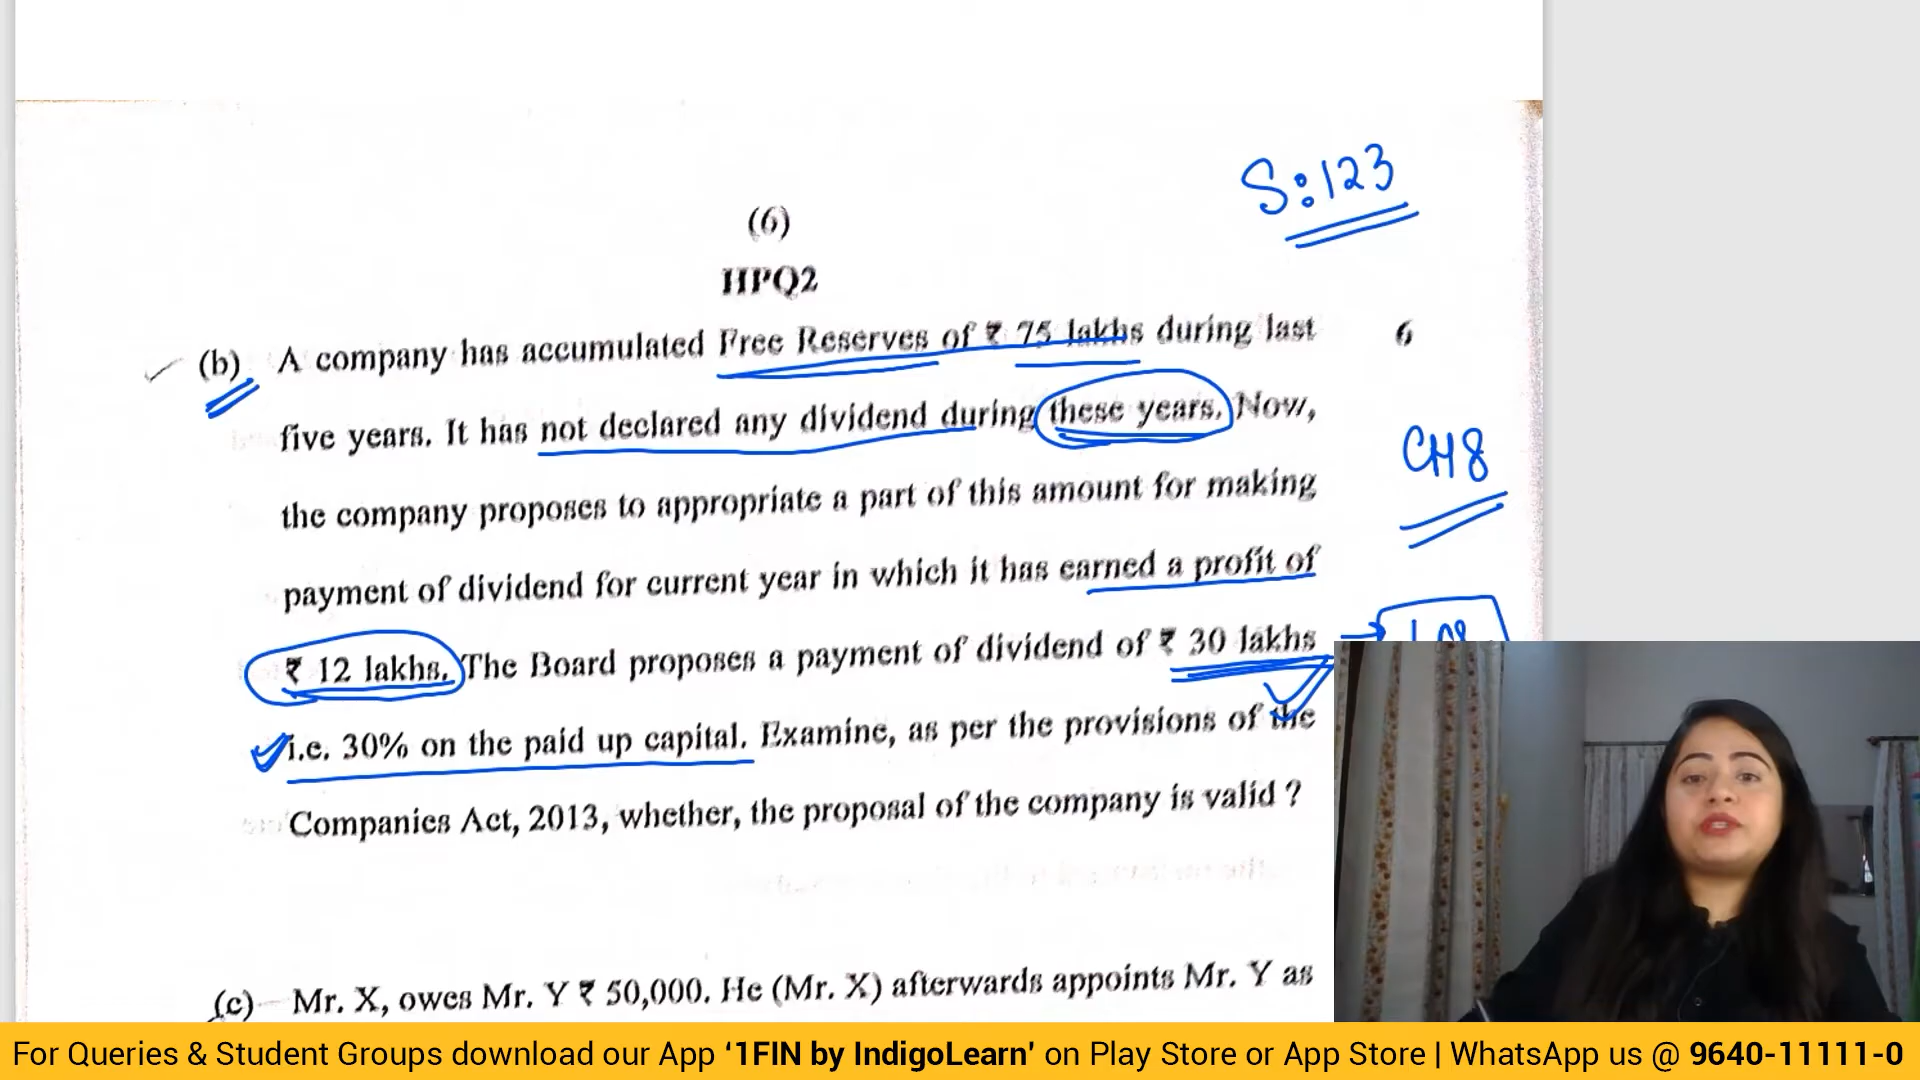 S:123
(6)
HPQ2
(b) A company has accumulated Free Reserves of ₹ 75 lakhs during last 6
five years. It has not declared any dividend during these years. Now,
CH8
the company proposes to appropriate a part of this amount for making
payment of dividend for current year in which it has earned a profit of
₹ 12 lakhs. The Board proposes a payment of dividend of ₹ 30 lakhs
i.e. 30% on the paid up capital. Examine, as per the provisions of the
Companies Act, 2013, whether, the proposal of the company is valid ?
(c) Mr. X, owes Mr. Y ₹ 50,000. He (Mr. X) afterwards appoints Mr. Y as
For Queries & Student Groups download our App ‘1FIN by IndigoLearn’ on Play Store or App Store | WhatsApp us @ 9640-11111-0